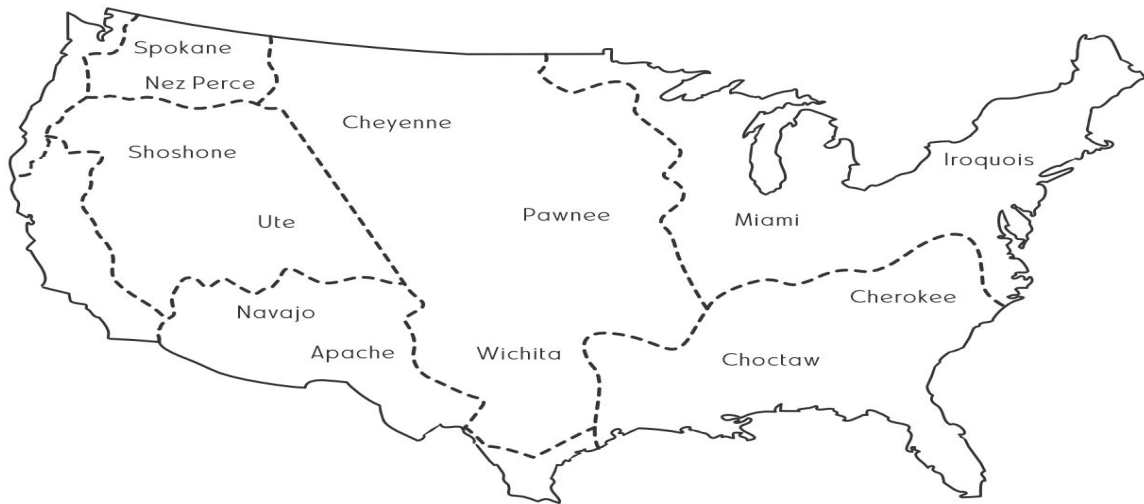 Spokane
Nez Perce
Cheyenne
Shoshone
Iroquois
Ute
Pawnee
Miami
Cherokee
Navajo
Apache
Wichita
Choctaw